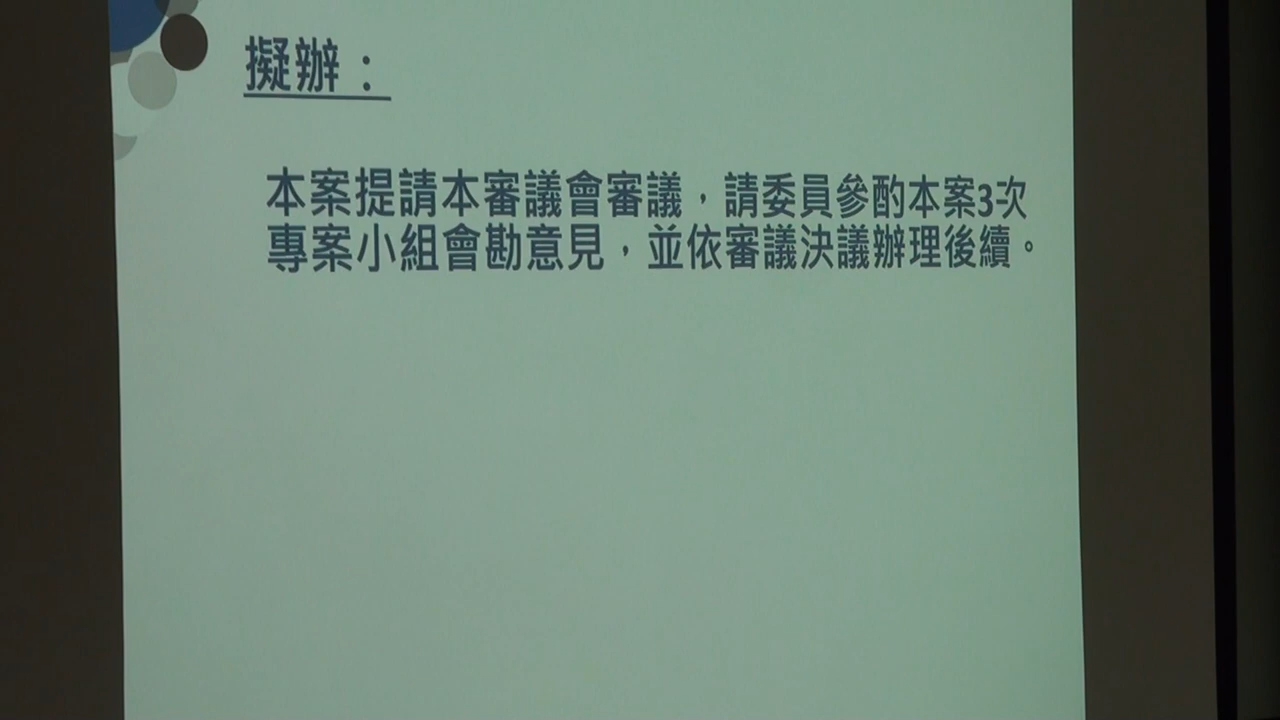 擬辦：
本案提請本審議會審議，請委員參酌本案3次
專案小組會勘意見，並依審議決議辦理後續。